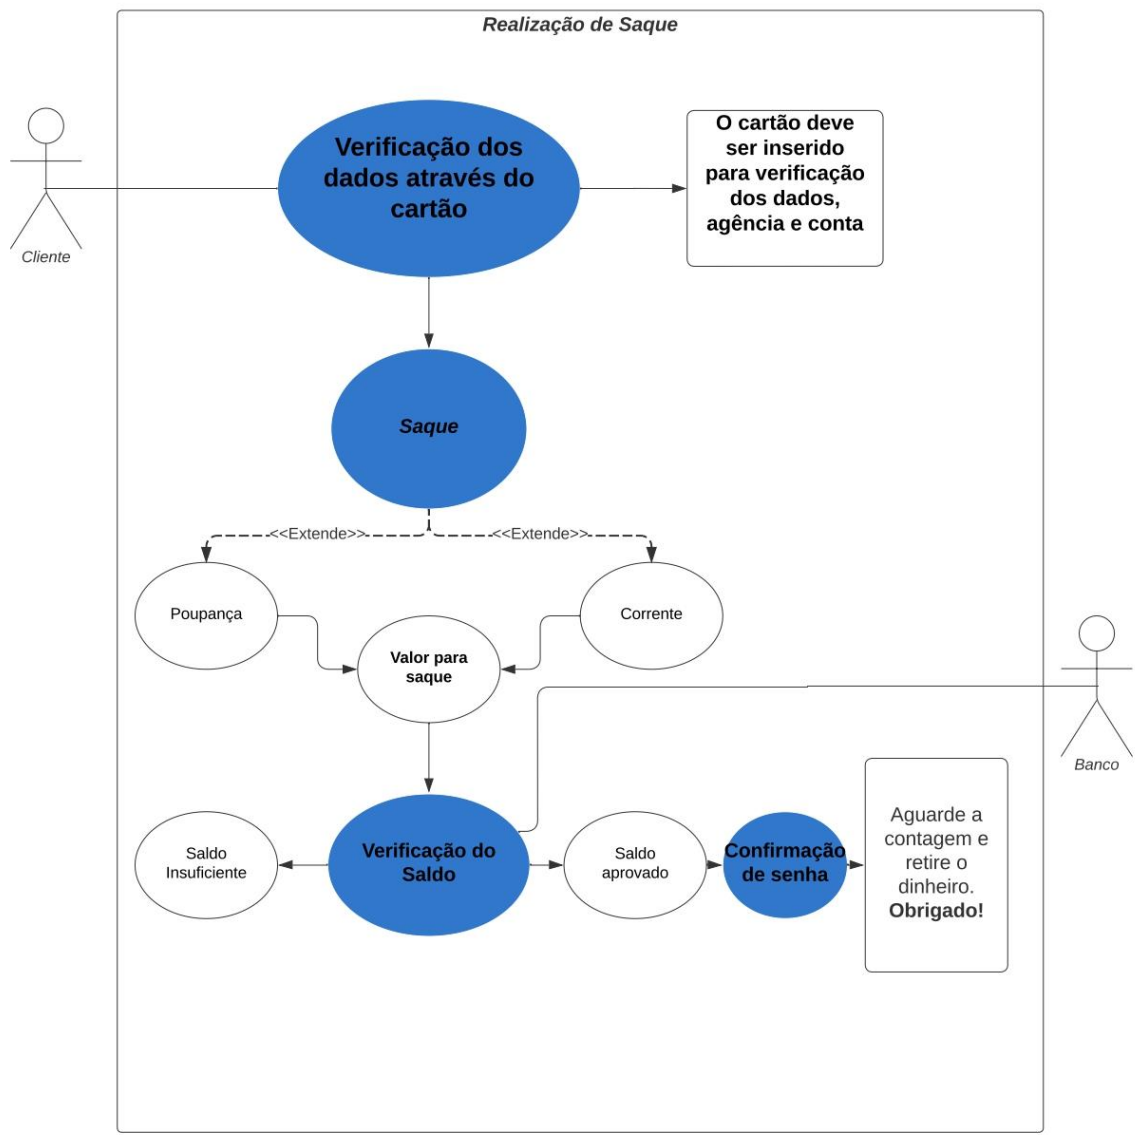 Realização de Saque
Verificação dos
dados através do
cartão
O cartão deve
ser inserido
para verificação
dos dados,
agência e conta
Cliente
Saque
<<Extende>>
<<Extende>>
Poupança
Corrente
Valor para
saque
Banco
Saldo
Insuficiente
Verificação do
Saldo
Saldo
aprovado
Confirmação
de senha
Aguarde a
contagem e
retire o
dinheiro.
Obrigado!